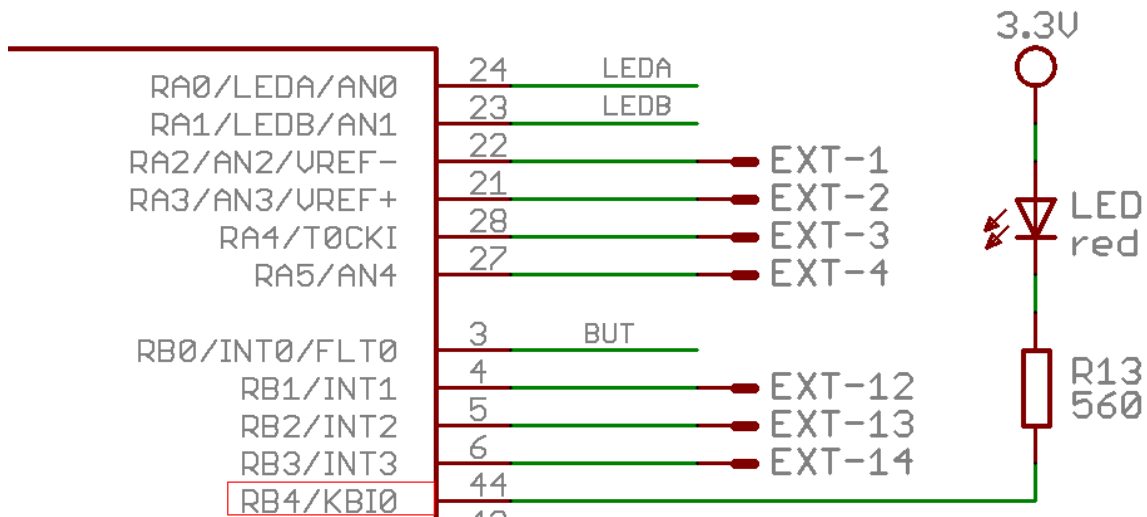 3.3V
RA0/LEDA/AN0 24 LEDA
RA1/LEDB/AN1 23 LEDB
RA2/AN2/VREF- 22 EXT-1
RA3/AN3/VREF+ 21 EXT-2
RA4/T0CKI 28 EXT-3
RA5/AN4 27 EXT-4
LED
red
RB0/INT0/FLT0 3 BUT
RB1/INT1 4 EXT-12
RB2/INT2 5 EXT-13
RB3/INT3 6 EXT-14
R13
560
RB4/KBI0 44